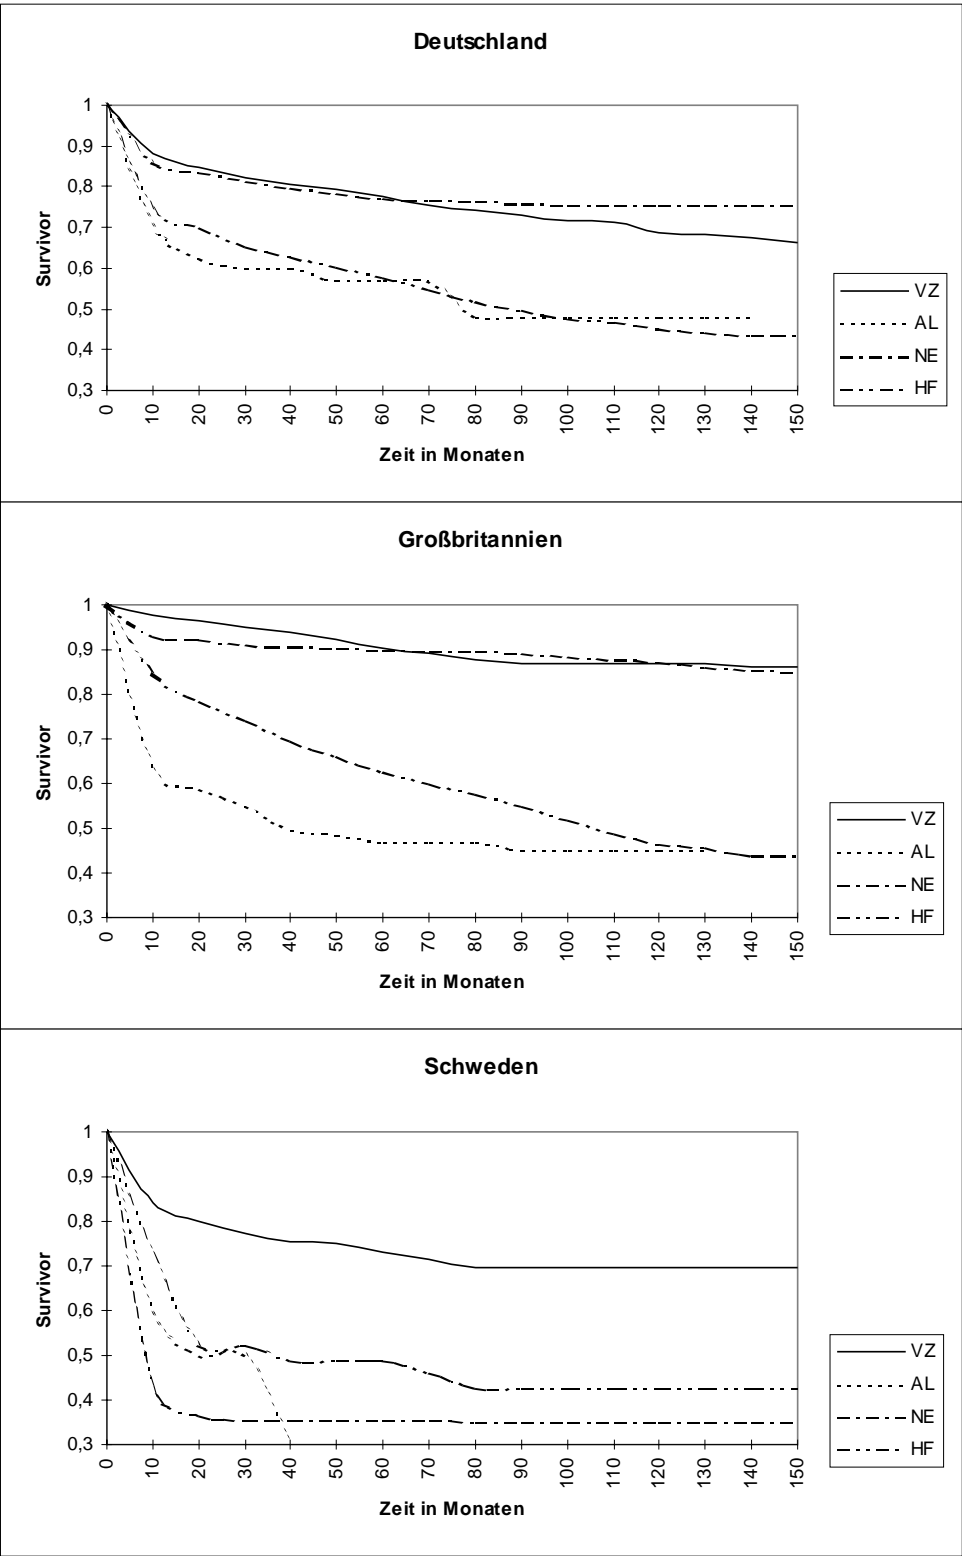 Deutschland
1
0,9
0,8
0,7
0,6
0,5
0,4
0,3
Survivor
0 10 20 30 40 50 60 70 80 90 100 110 120 130 140 150
Zeit in Monaten
VZ
AL
NE
HF
Großbritannien
1
0,9
0,8
0,7
0,6
0,5
0,4
0,3
Survivor
0 10 20 30 40 50 60 70 80 90 100 110 120 130 140 150
Zeit in Monaten
VZ
AL
NE
HF
Schweden
1
0,9
0,8
0,7
0,6
0,5
0,4
0,3
Survivor
0 10 20 30 40 50 60 70 80 90 100 110 120 130 140 150
Zeit in Monaten
VZ
AL
NE
HF